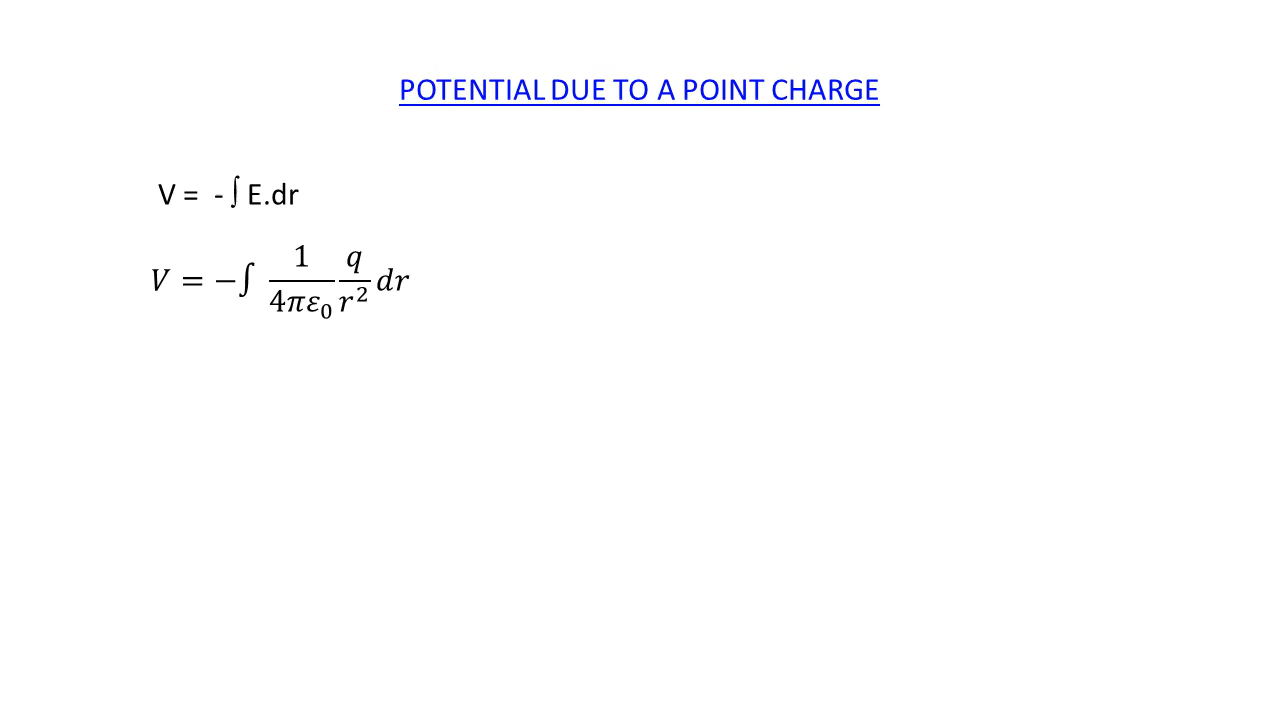 POTENTIAL DUE TO A POINT CHARGE
V = - ∫ E.dr
V = −∫ 1/(4πε₀) q/r² dr